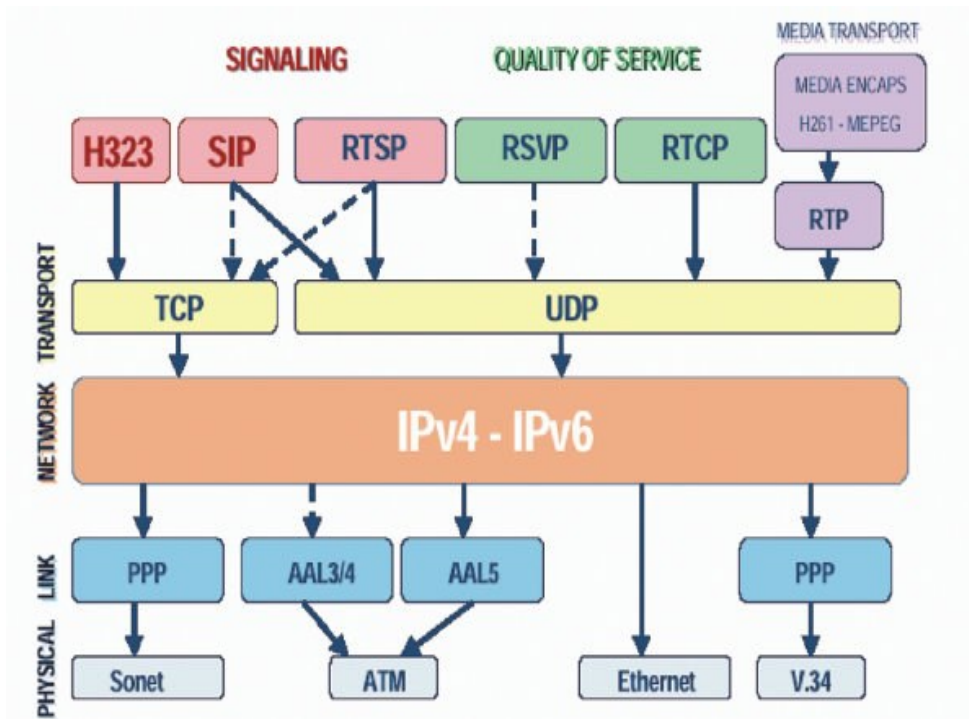 MEDIA TRANSPORT
SIGNALING
QUALITY OF SERVICE
MEDIA ENCAPS
H261 - MEPEG
H323
SIP
RTSP
RSVP
RTCP
RTP
TRANSPORT
TCP
UDP
NETWORK
IPv4 - IPv6
LINK
PPP
AAL3/4
AAL5
PPP
PHYSICAL
Sonet
ATM
Ethernet
V.34